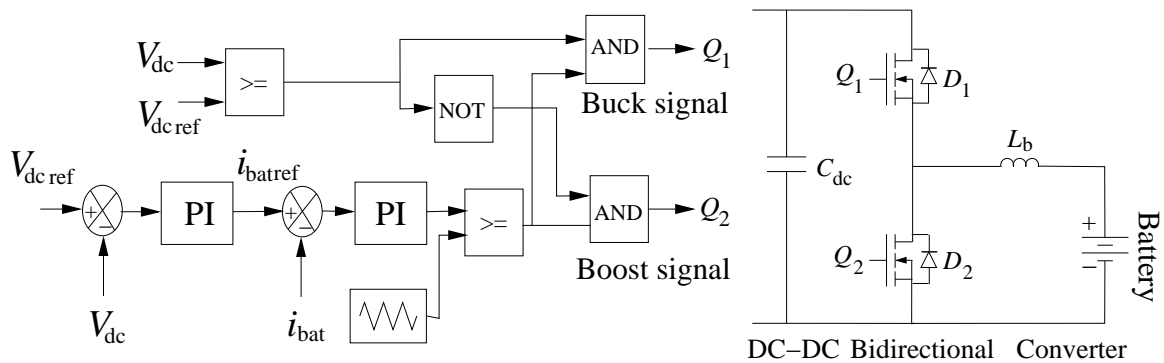 V_dc
V_dc ref
>=
NOT
AND
Q_1
Buck signal
V_dc ref
+
−
V_dc
PI
i_batref
+
−
i_bat
PI
>=
AND
Q_2
Boost signal
C_dc
Q_1
D_1
Q_2
D_2
L_b
+
−
Battery
DC−DC Bidirectional Converter